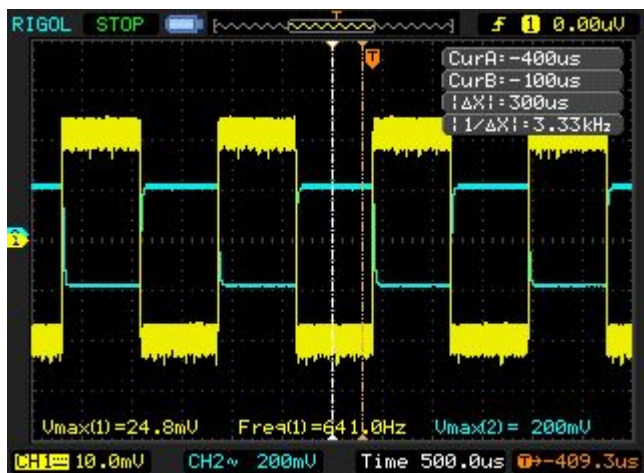 RIGOL STOP T f 1 0.00uV
T
CurA=-400us
CurB=-100us
|ΔX|=300us
|1/ΔX|=3.33kHz
1
Vmax(1)=24.8mV Freq(1)=641.0Hz Vmax(2)= 200mV
CH1 10.0mV CH2~ 200mV Time 500.0us T→-409.3us